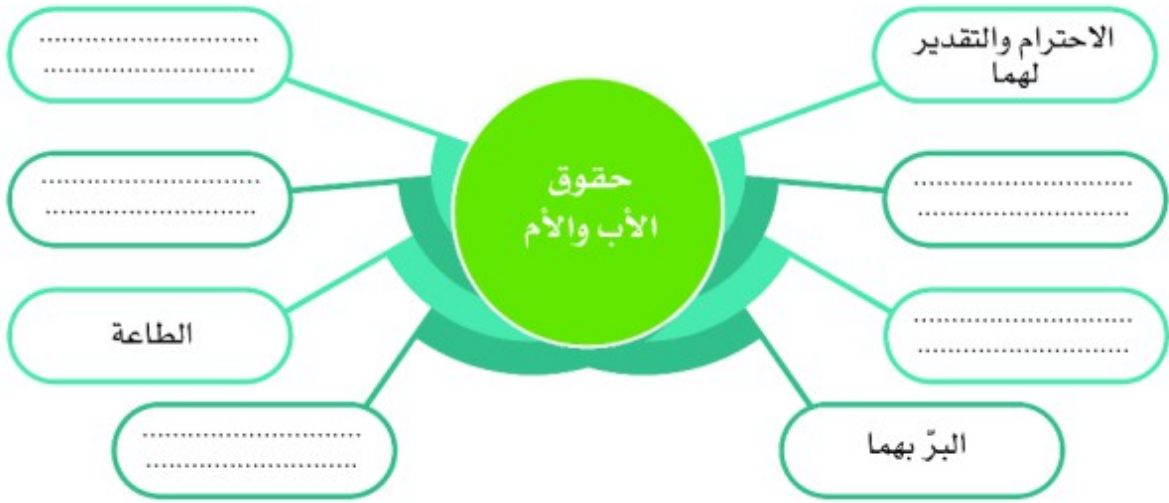 الاحترام والتقدير
لهما
حقوق
الأب والأم
الطاعة
البرّ بهما